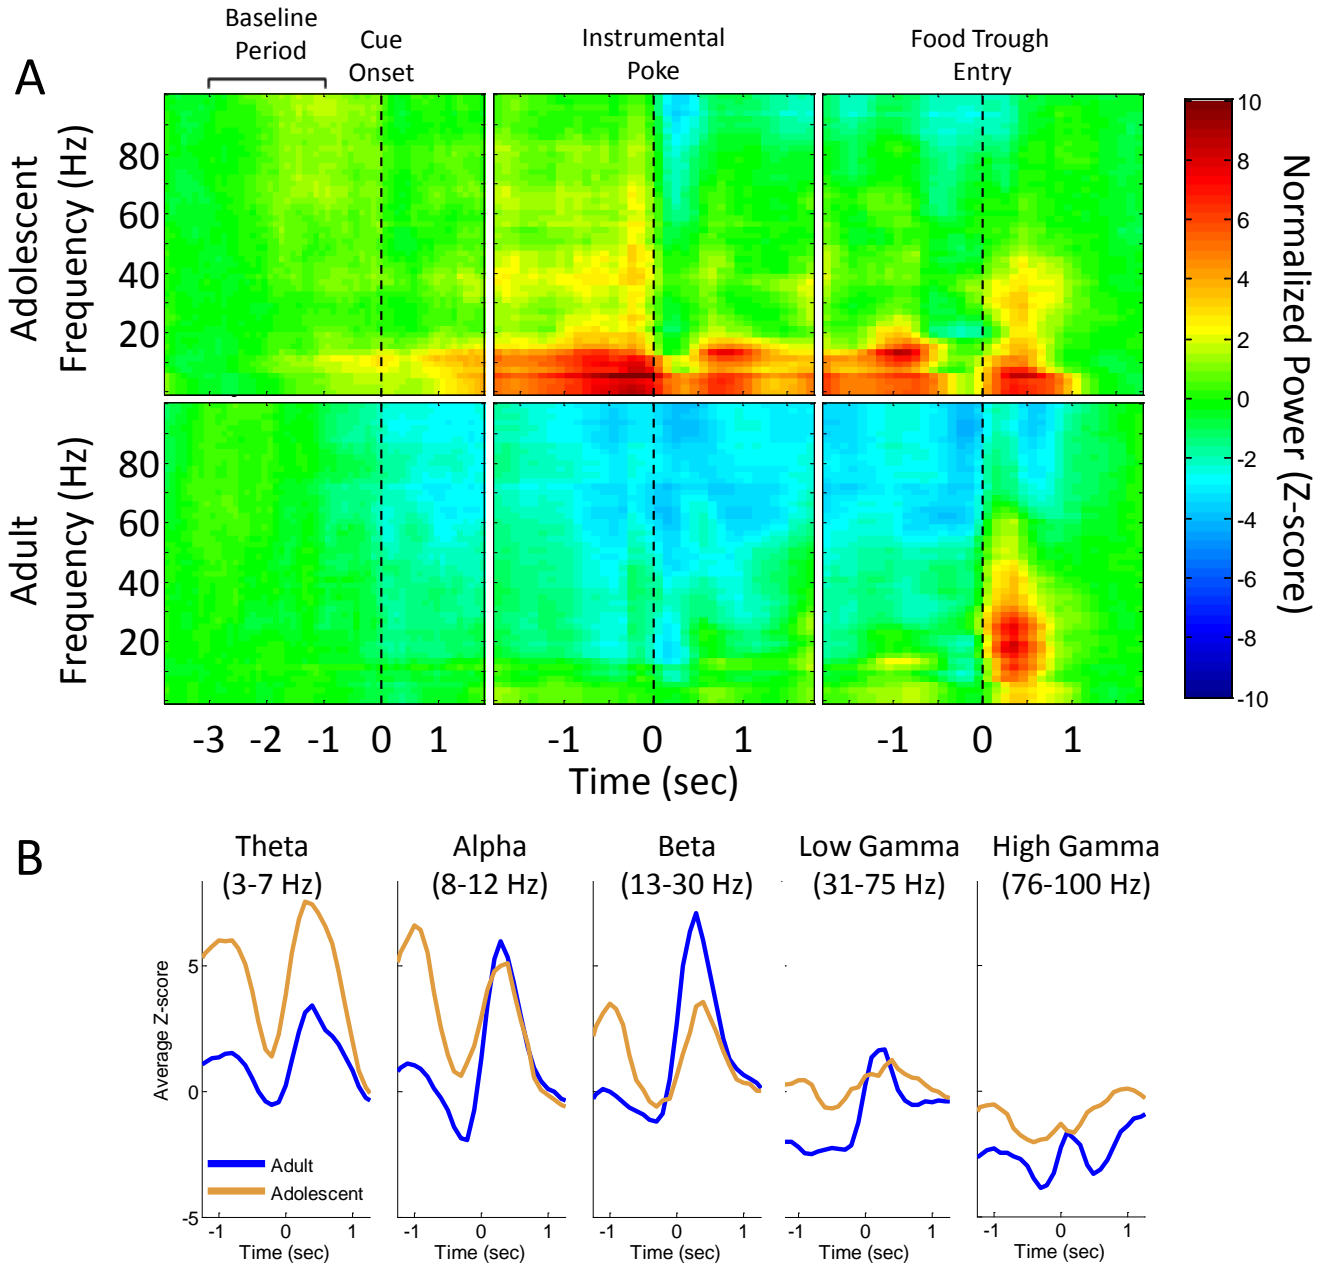 Baseline
Period
Cue
Onset
Instrumental
Poke
Food Trough
Entry
A
Adolescent
Frequency (Hz)
80
60
40
20
Adult
Frequency (Hz)
80
60
40
20
-3 -2 -1 0 1
-1 0 1
-1 0 1
Time (sec)
10
8
6
4
2
0
-2
-4
-6
-8
-10
Normalized Power (Z-score)
B
Theta
(3-7 Hz)
Alpha
(8-12 Hz)
Beta
(13-30 Hz)
Low Gamma
(31-75 Hz)
High Gamma
(76-100 Hz)
Average Z-score
5
0
-5
Adult
Adolescent
-1 0 1
Time (sec)
-1 0 1
Time (sec)
-1 0 1
Time (sec)
-1 0 1
Time (sec)
-1 0 1
Time (sec)